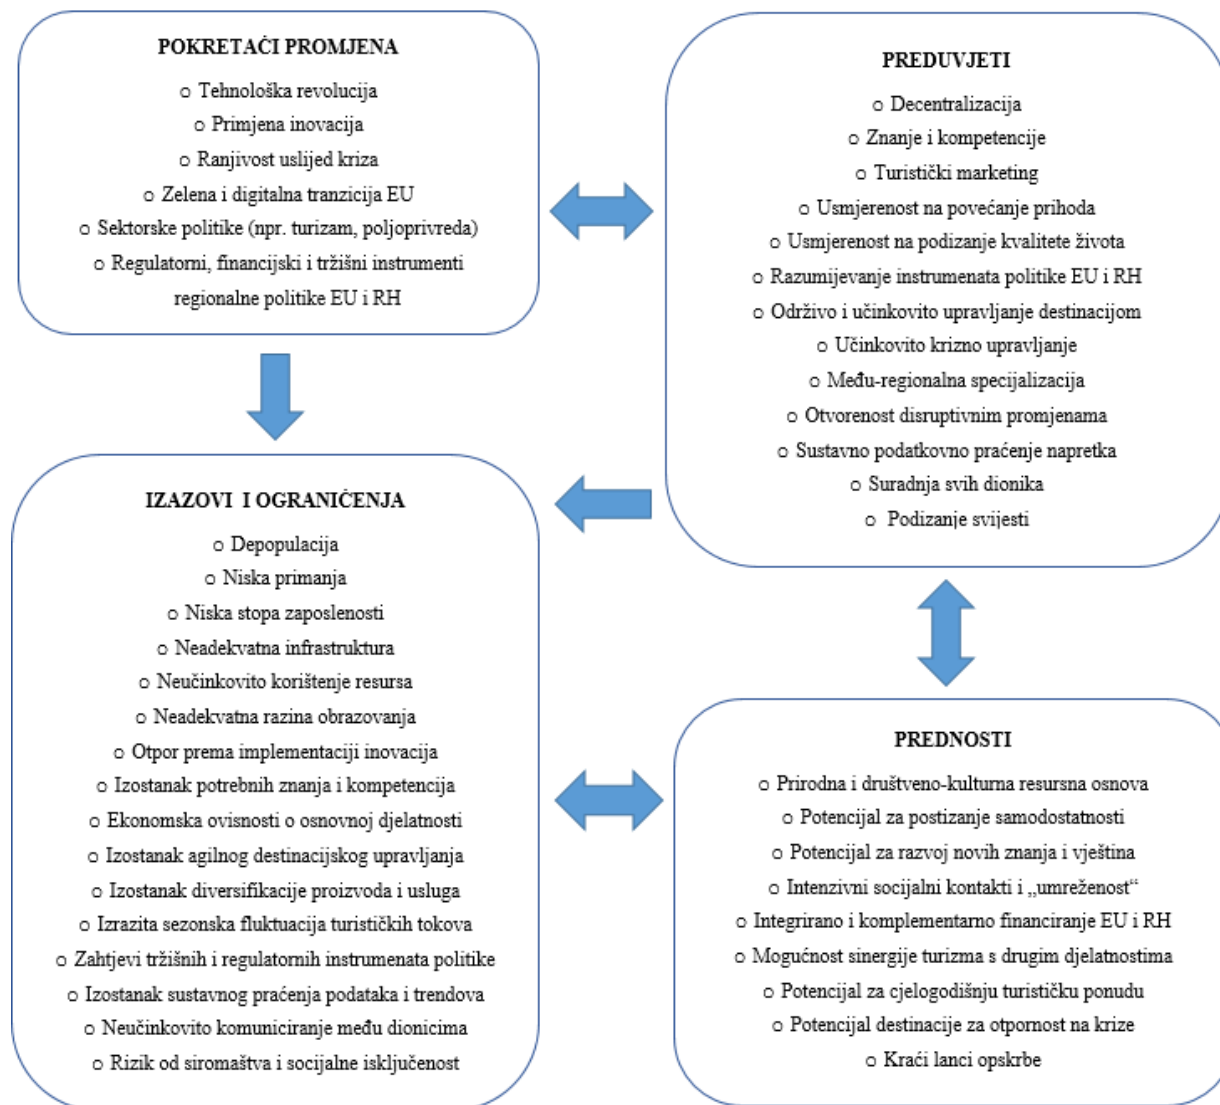 POKRETAČI PROMJENA
o Tehnološka revolucija
o Primjena inovacija
o Ranjivost uslijed kriza
o Zelena i digitalna tranzicija EU
o Sektorske politike (npr. turizam, poljoprivreda)
o Regulatorni, financijski i tržišni instrumenti
regionalne politike EU i RH
PREDUVJETI
o Decentralizacija
o Znanje i kompetencije
o Turistički marketing
o Usmjerenost na povećanje prihoda
o Usmjerenost na podizanje kvalitete života
o Razumijevanje instrumenata politike EU i RH
o Održivo i učinkovito upravljanje destinacijom
o Učinkovito krizno upravljanje
o Među-regionalna specijalizacija
o Otvorenost disruptivnim promjenama
o Sustavno podatkovno praćenje napretka
o Suradnja svih dionika
o Podizanje svijesti
IZAZOVI I OGRANIČENJA
o Depopulacija
o Niska primanja
o Niska stopa zaposlenosti
o Neadekvatna infrastruktura
o Neučinkovito korištenje resursa
o Neadekvatna razina obrazovanja
o Otpor prema implementaciji inovacija
o Izostanak potrebnih znanja i kompetencija
o Ekonomska ovisnosti o osnovnoj djelatnosti
o Izostanak agilnog destinacijskog upravljanja
o Izostanak diversifikacije proizvoda i usluga
o Izrazita sezonska fluktuacija turističkih tokova
o Zahtjevi tržišnih i regulatornih instrumenata politike
o Izostanak sustavnog praćenja podataka i trendova
o Neučinkovito komuniciranje među dionicima
o Rizik od siromaštva i socijalne isključenost
PREDNOSTI
o Prirodna i društveno-kulturna resursna osnova
o Potencijal za postizanje samodostatnosti
o Potencijal za razvoj novih znanja i vještina
o Intenzivni socijalni kontakti i „umreženost“
o Integrirano i komplementarno financiranje EU i RH
o Mogućnost sinergije turizma s drugim djelatnostima
o Potencijal za cjelogodišnju turističku ponudu
o Potencijal destinacije za otpornost na krize
o Kraći lanci opskrbe